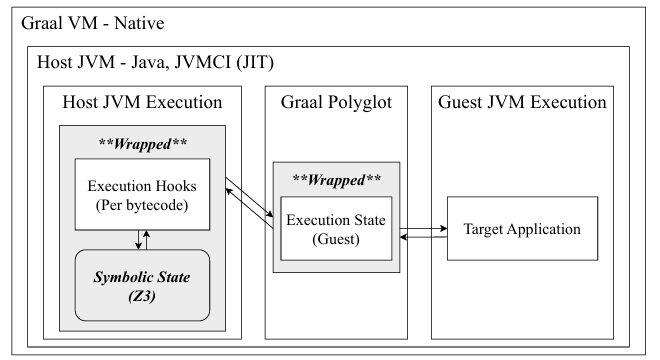 Graal VM - Native
Host JVM - Java, JVMCI (JIT)
Host JVM Execution
**Wrapped**
Execution Hooks
(Per bytecode)
Symbolic State
(Z3)
Graal Polyglot
**Wrapped**
Execution State
(Guest)
Guest JVM Execution
Target Application